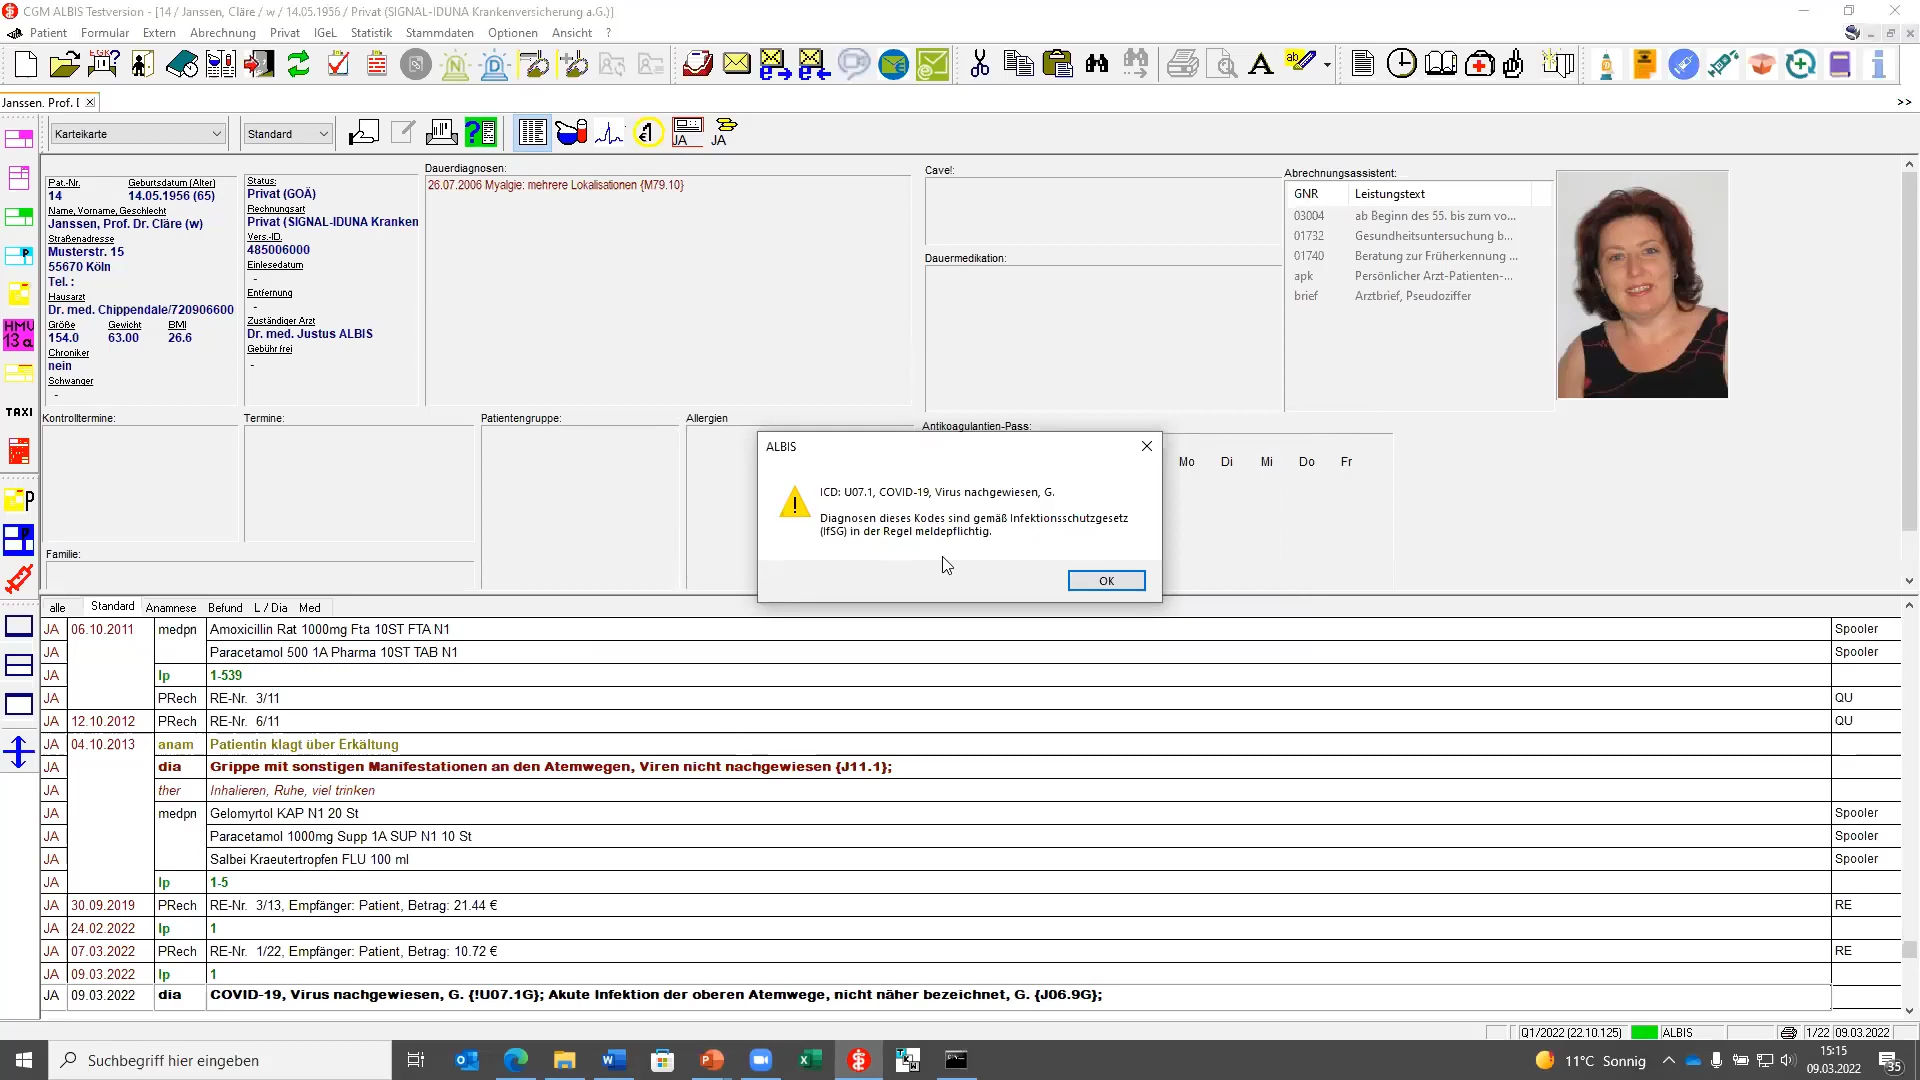 CGM ALBIS Testversion - [14 / Janssen, Cläre / w / 14.05.1956 / Privat (SIGNAL-IDUNA Krankenversicherung a.G.)]
Patient Formular Extern Abrechnung Privat IGeL Statistik Stammdaten Optionen Ansicht ?
Janssen, Prof. [
>>
Karteikarte Standard JA JA
Pat.-Nr. Geburtsdatum (Alter)
14 14.05.1956 (65)
Name, Vorname, Geschlecht
Janssen, Prof. Dr. Cläre (w)
Straßenadresse
Musterstr. 15
55670 Köln
Tel. :
Hausarzt
Dr. med. Chippendale/720906600
Größe Gewicht BMI
154.0 63.00 26.6
Chroniker
nein
Schwanger
-
Status:
Privat (GOÄ)
Rechnungsart
Privat (SIGNAL-IDUNA Kranken
Vers.-ID.
485006000
Einlesedatum
-
Entfernung
-
Zuständiger Arzt
Dr. med. Justus ALBIS
Gebühr frei
-
Dauerdiagnosen:
26.07.2006 Myalgie: mehrere Lokalisationen {M79.10}
Cavel:
Dauermedikation:
Abrechnungsassistent:
GNR Leistungstext
03004 ab Beginn des 55. bis zum vo...
01732 Gesundheitsuntersuchung b...
01740 Beratung zur Früherkennung ...
apk Persönlicher Arzt-Patienten-...
brief Arztbrief, Pseudoziffer
HMV
13a
TAXI
P
Kontrolltermine: Termine: Patientengruppe: Allergien Antikoagulantien-Pass:
Mo Di Mi Do Fr
Familie:
ALBIS
ICD: U07.1, COVID-19, Virus nachgewiesen, G.
Diagnosen dieses Kodes sind gemäß Infektionsschutzgesetz
(IfSG) in der Regel meldepflichtig.
OK
alle Standard Anamnese Befund L / Dia Med
JA 06.10.2011 medpn Amoxicillin Rat 1000mg Fta 10ST FTA N1 Spooler
JA Paracetamol 500 1A Pharma 10ST TAB N1 Spooler
JA lp 1-539
JA PRech RE-Nr. 3/11 QU
JA 12.10.2012 PRech RE-Nr. 6/11 QU
JA 04.10.2013 anam Patientin klagt über Erkältung
JA dia Grippe mit sonstigen Manifestationen an den Atemwegen, Viren nicht nachgewiesen {J11.1};
JA ther Inhalieren, Ruhe, viel trinken
JA medpn Gelomyrtol KAP N1 20 St Spooler
JA Paracetamol 1000mg Supp 1A SUP N1 10 St Spooler
JA Salbei Kraeutertropfen FLU 100 ml Spooler
JA lp 1-5
JA 30.09.2019 PRech RE-Nr. 3/13, Empfänger: Patient, Betrag: 21.44 € RE
JA 24.02.2022 lp 1
JA 07.03.2022 PRech RE-Nr. 1/22, Empfänger: Patient, Betrag: 10.72 € RE
JA 09.03.2022 lp 1
JA 09.03.2022 dia COVID-19, Virus nachgewiesen, G. {!U07.1G}; Akute Infektion der oberen Atemwege, nicht näher bezeichnet, G. {J06.9G};
Q1/2022 (22.10.125) ALBIS 1/22 09.03.2022
Suchbegriff hier eingeben
11°C Sonnig
15:15
09.03.2022
35